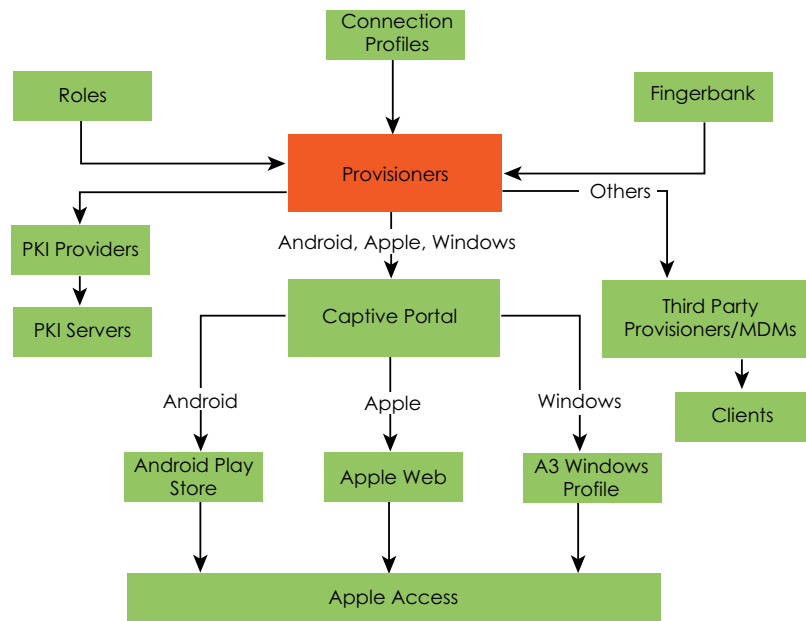 Connection
Profiles
Roles
Fingerbank
Provisioners
Others
PKI Providers
Android, Apple, Windows
PKI Servers
Captive Portal
Third Party
Provisioners/MDMs
Android
Apple
Windows
Clients
Android Play
Store
Apple Web
A3 Windows
Profile
Apple Access